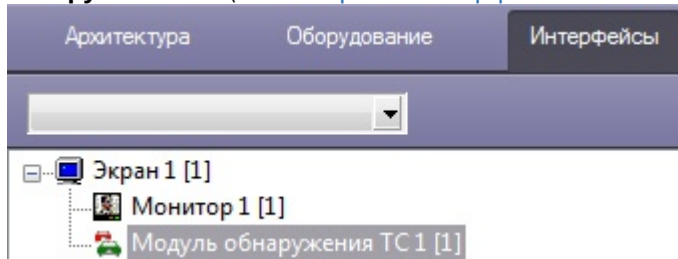 Архитектура Оборудование Интерфейсы
Экран 1 [1]
Монитор 1 [1]
Модуль обнаружения ТС 1 [1]